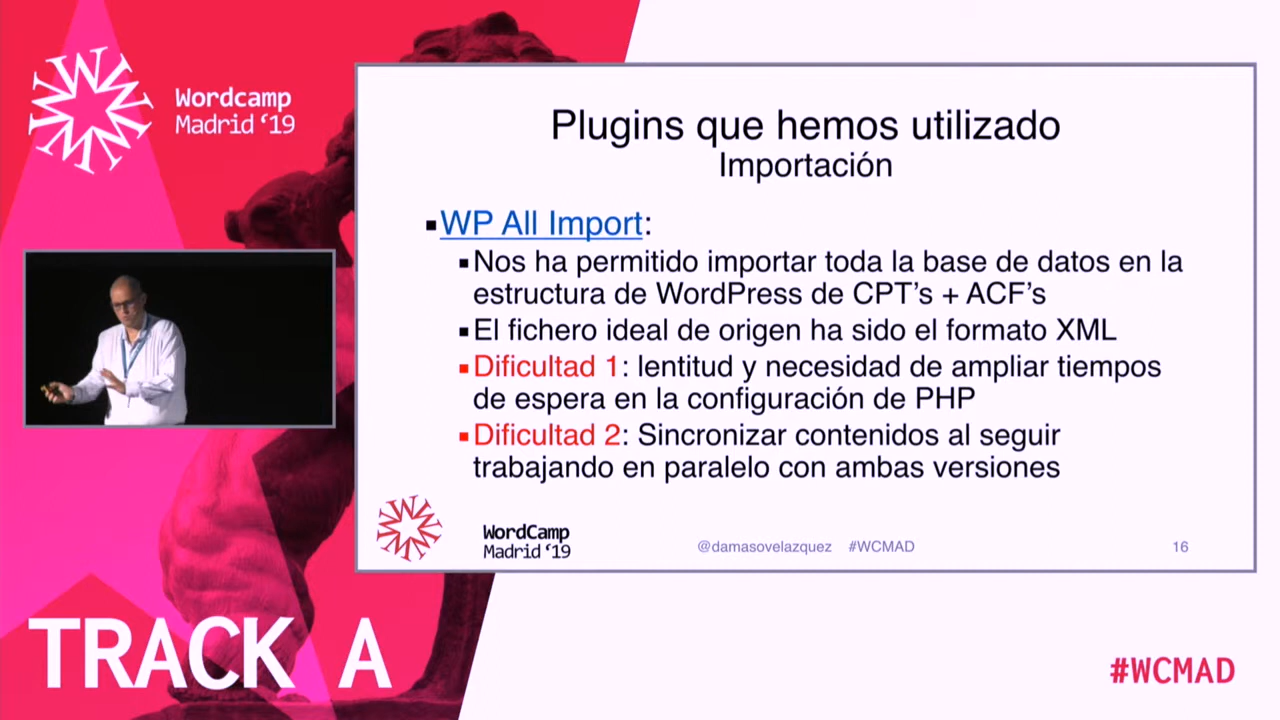 Wordcamp
Madrid ‘19
Plugins que hemos utilizado
Importación
▪WP All Import:
▪Nos ha permitido importar toda la base de datos en la
estructura de WordPress de CPT’s + ACF’s
▪El fichero ideal de origen ha sido el formato XML
▪Dificultad 1: lentitud y necesidad de ampliar tiempos
de espera en la configuración de PHP
▪Dificultad 2: Sincronizar contenidos al seguir
trabajando en paralelo con ambas versiones
WordCamp
Madrid ‘19
@damasovelazquez #WCMAD
16
TRACK A
#WCMAD